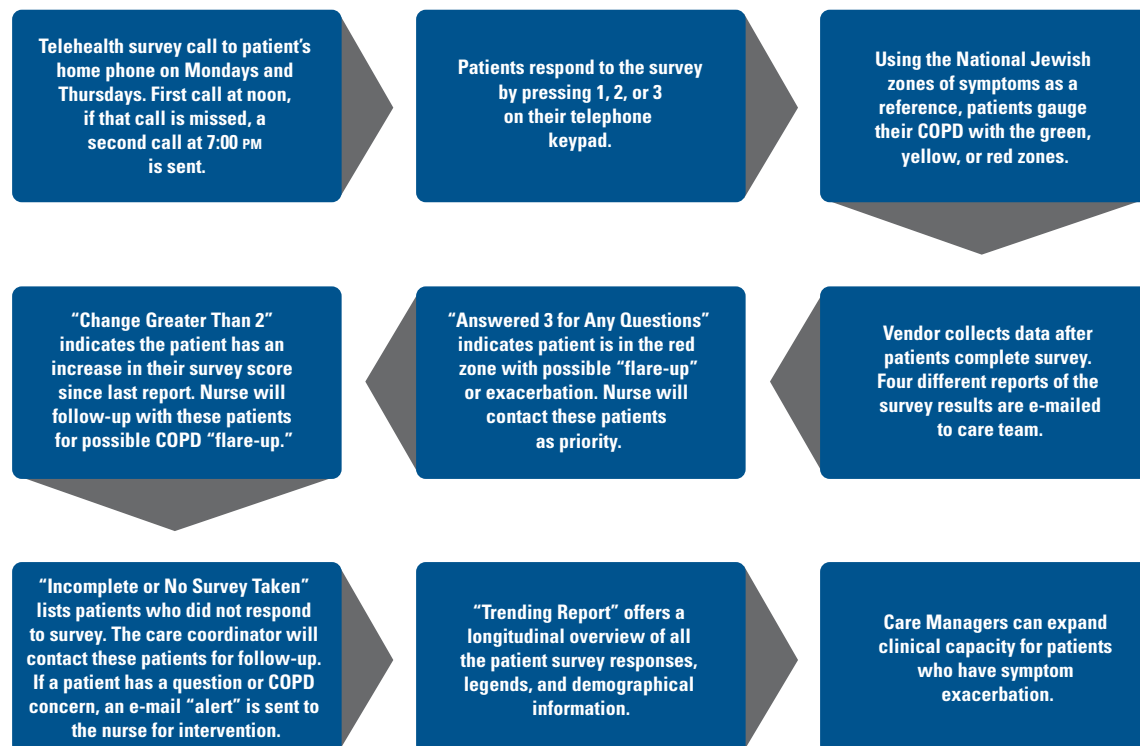 Telehealth survey call to patient's
home phone on Mondays and
Thursdays. First call at noon,
if that call is missed, a
second call at 7:00 PM
is sent.
Patients respond to the survey
by pressing 1, 2, or 3
on their telephone
keypad.
Using the National Jewish
zones of symptoms as a
reference, patients gauge
their COPD with the green,
yellow, or red zones.
Vendor collects data after
patients complete survey.
Four different reports of the
survey results are e-mailed
to care team.
“Answered 3 for Any Questions”
indicates patient is in the red
zone with possible “flare-up”
or exacerbation. Nurse will
contact these patients
as priority.
“Change Greater Than 2”
indicates the patient has an
increase in their survey score
since last report. Nurse will
follow-up with these patients
for possible COPD “flare-up.”
“Incomplete or No Survey Taken”
lists patients who did not respond
to survey. The care coordinator will
contact these patients for follow-up.
If a patient has a question or COPD
concern, an e-mail “alert” is sent to
the nurse for intervention.
“Trending Report” offers a
longitudinal overview of all
the patient survey responses,
legends, and demographical
information.
Care Managers can expand
clinical capacity for patients
who have symptom
exacerbation.